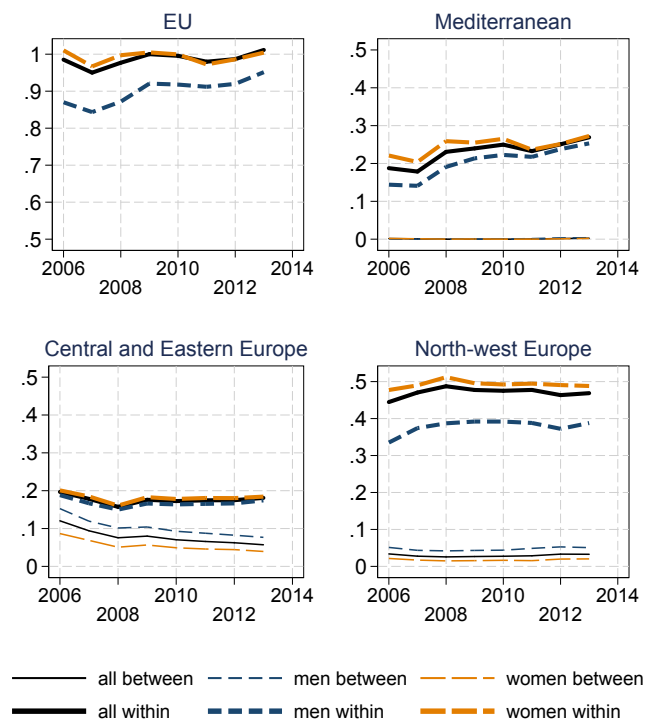 EU
1
.9
.8
.7
.6
.5
2006 2010 2014
2008 2012
Mediterranean
.5
.4
.3
.2
.1
0
2006 2010 2014
2008 2012
Central and Eastern Europe
.5
.4
.3
.2
.1
0
2006 2010 2014
2008 2012
North-west Europe
.5
.4
.3
.2
.1
0
2006 2010 2014
2008 2012
all between men between women between
all within men within women within